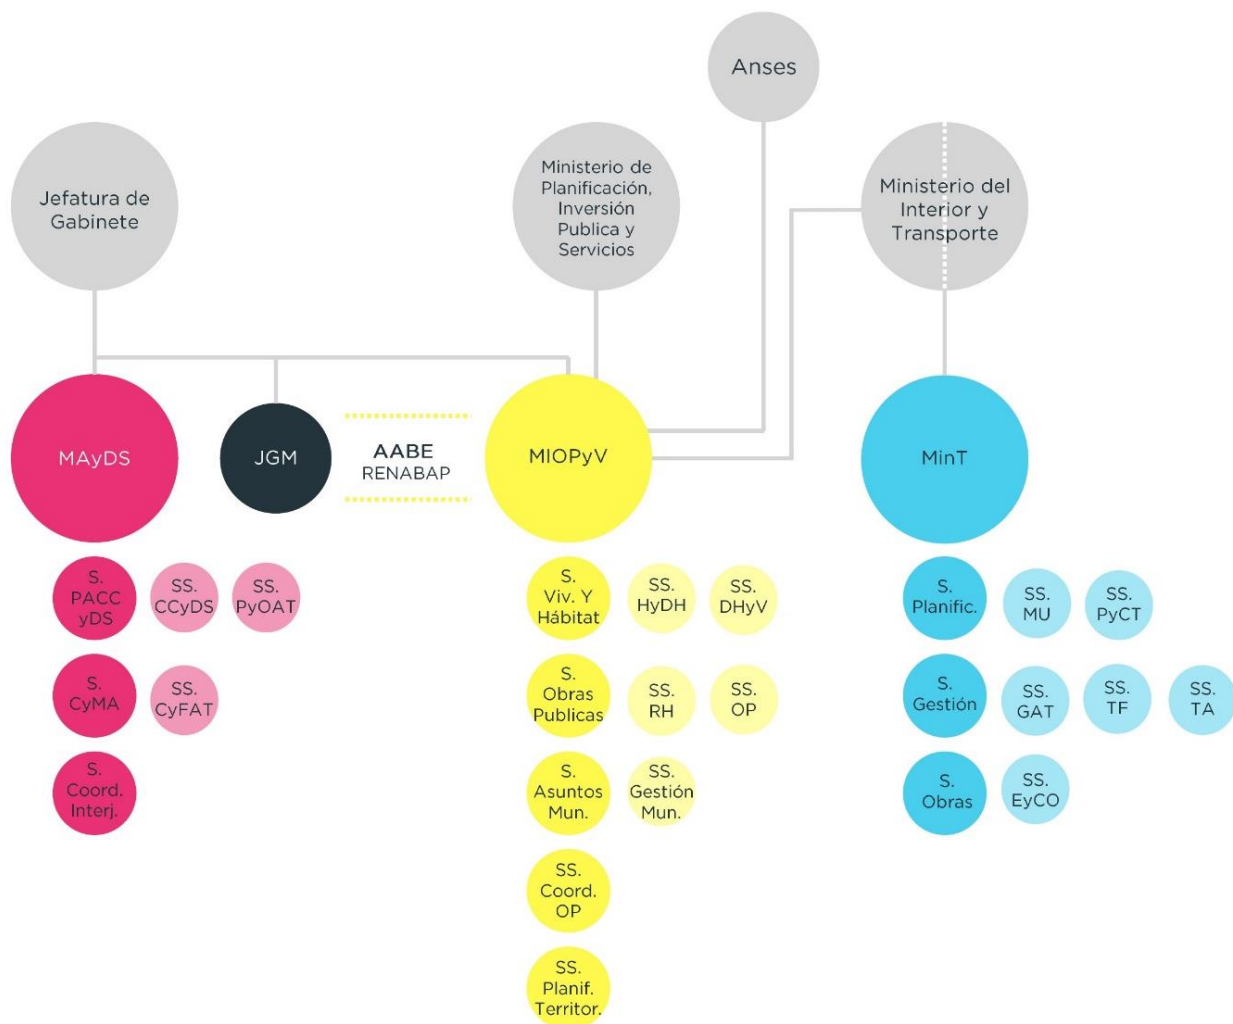 Anses
Jefatura de
Gabinete
Ministerio de
Planificación,
Inversión
Publica y
Servicios
Ministerio del
Interior y
Transporte
MAyDS
JGM
AABE
RENABAP
MIOPyV
MinT
S.
PACC
yDS
SS.
CCyDS
SS.
PyOAT
S.
Viv. Y
Hábitat
SS.
HyDH
SS.
DHyV
S.
Planific.
SS.
MU
SS.
PyCT
S.
CyMA
SS.
CyFAT
S.
Obras
Publicas
SS.
RH
SS.
OP
S.
Gestión
SS.
GAT
SS.
TF
SS.
TA
S.
Coord.
Interj.
S.
Asuntos
Mun.
SS.
Gestión
Mun.
S.
Obras
SS.
EyCO
SS.
Coord.
OP
SS.
Planif.
Territor.